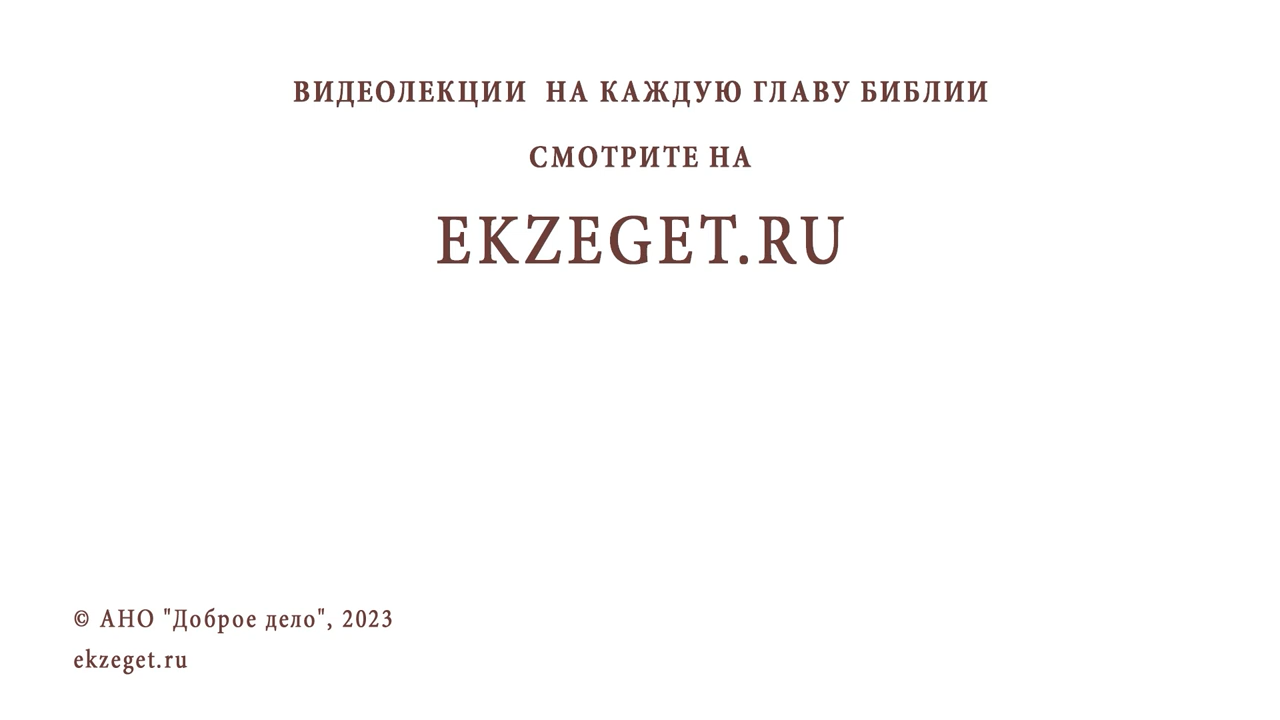 ВИДЕОЛЕКЦИИ НА КАЖДУЮ ГЛАВУ БИБЛИИ
СМОТРИТЕ НА
EKZEGET.RU
© АНО "Доброе дело", 2023
ekzeget.ru